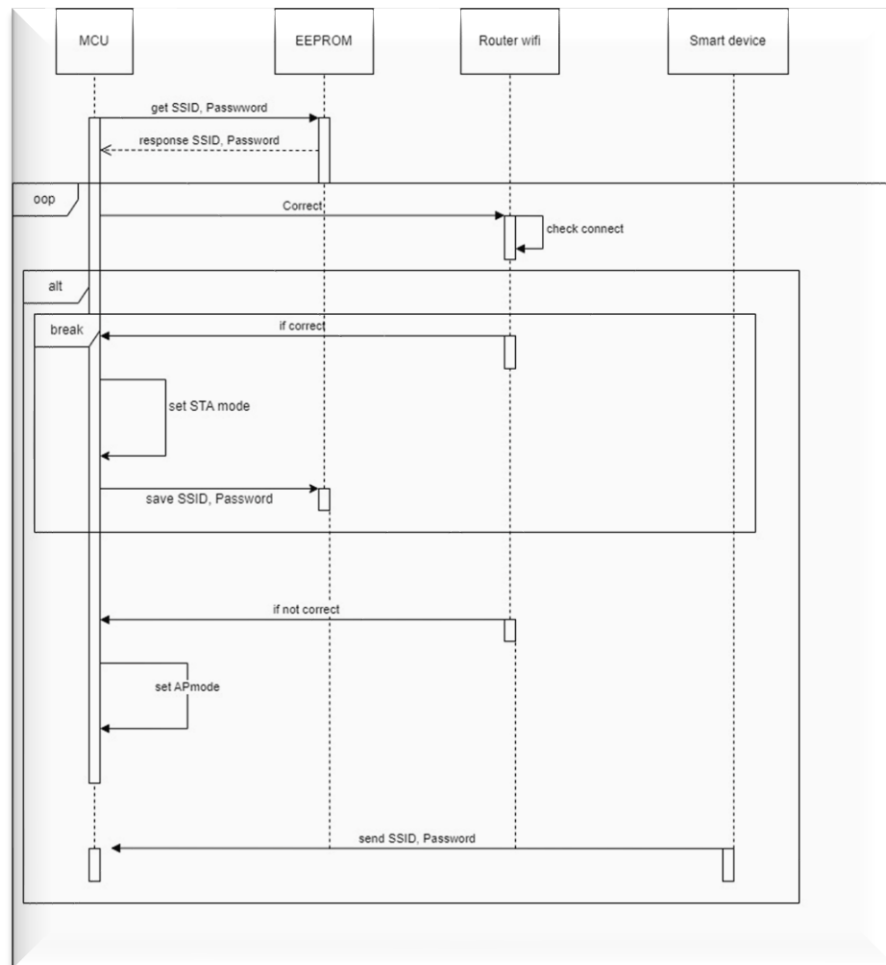 MCU
EEPROM
Router wifi
Smart device
get SSID, Passwword
response SSID, Password
oop
Correct
check connect
alt
break
if correct
set STA mode
save SSID, Password
if not correct
set APmode
send SSID, Password